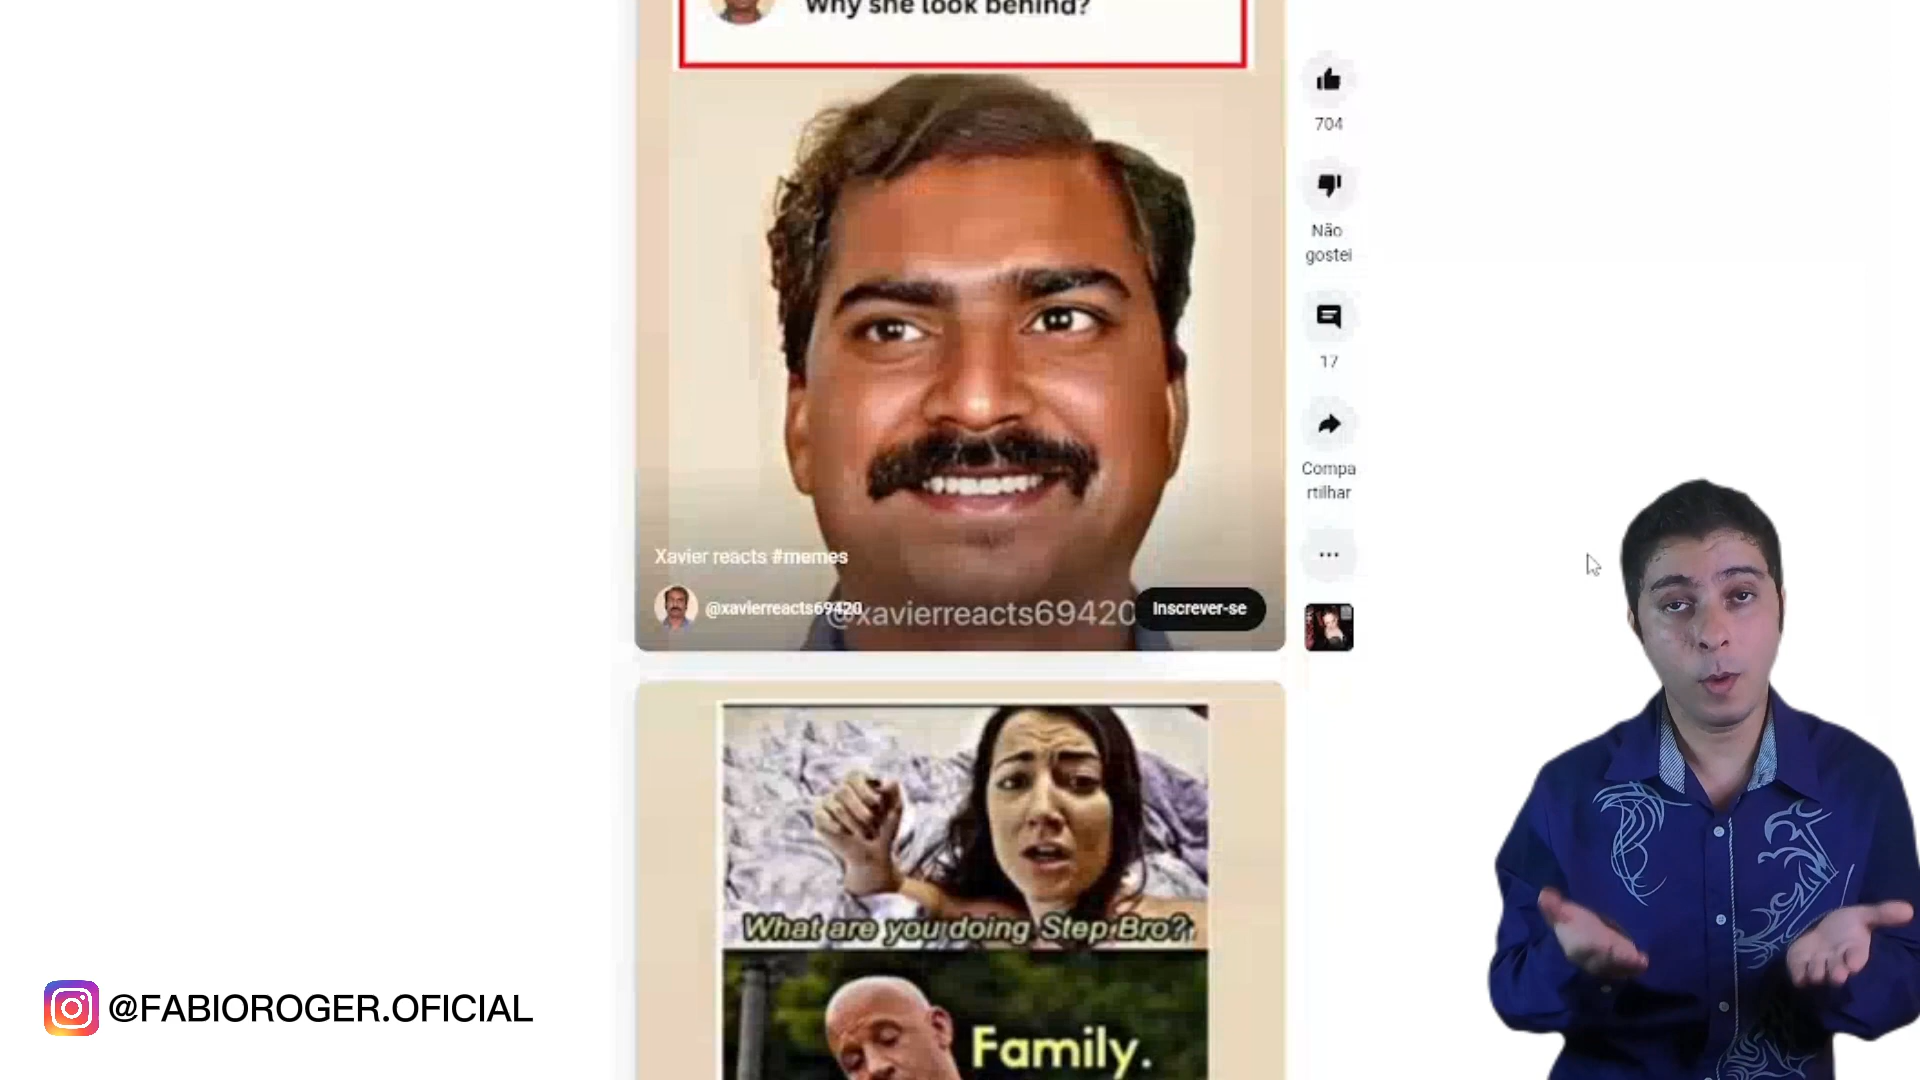 Why she look behind?
704
Não
gostei
17
Compa
rtilhar
Xavier reacts #memes
@xavierreacts69420
@xavierreacts69420
Inscrever-se
What are you doing Step Bro?
Family.
@FABIOROGER.OFICIAL